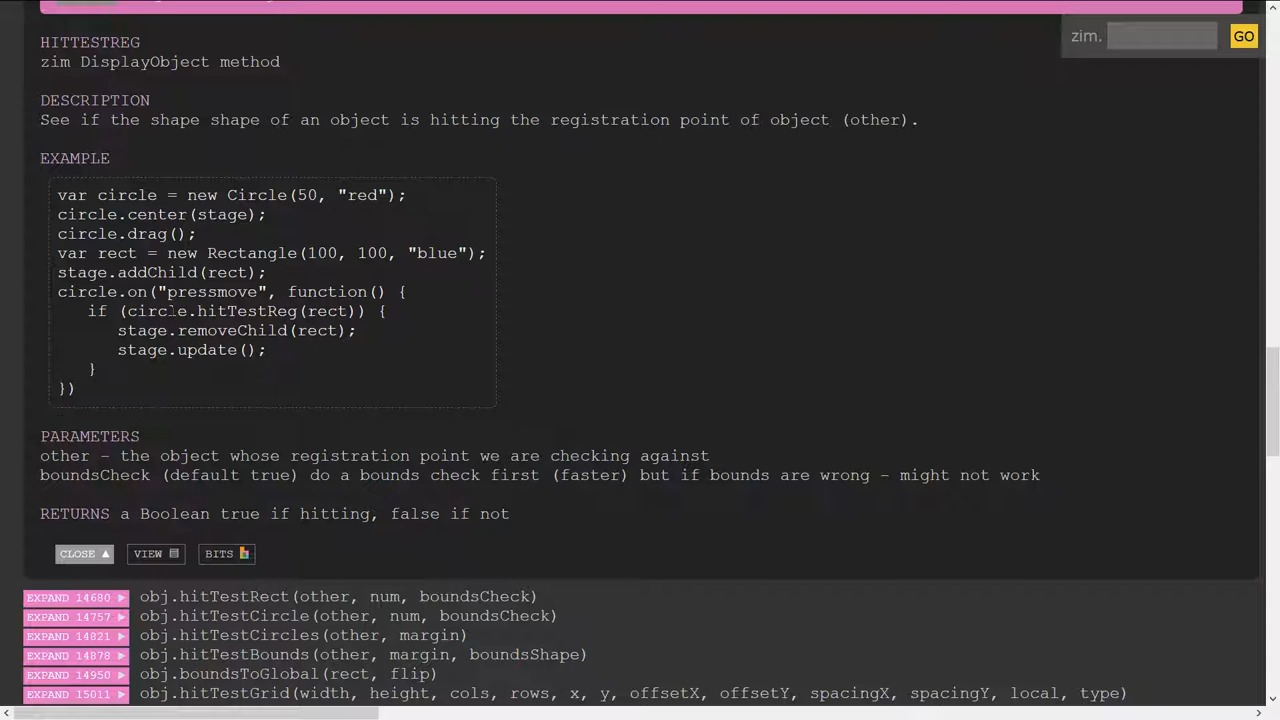 zim.
GO
HITTESTREG
zim DisplayObject method
DESCRIPTION
See if the shape shape of an object is hitting the registration point of object (other).
EXAMPLE
var circle = new Circle(50, "red");
circle.center(stage);
circle.drag();
var rect = new Rectangle(100, 100, "blue");
stage.addChild(rect);
circle.on("pressmove", function() {
if (circle.hitTestReg(rect)) {
stage.removeChild(rect);
stage.update();
}
})
PARAMETERS
other - the object whose registration point we are checking against
boundsCheck (default true) do a bounds check first (faster) but if bounds are wrong - might not work
RETURNS a Boolean true if hitting, false if not
CLOSE ▲ VIEW BITS
EXPAND 14680 ▶ obj.hitTestRect(other, num, boundsCheck)
EXPAND 14757 ▶ obj.hitTestCircle(other, num, boundsCheck)
EXPAND 14821 ▶ obj.hitTestCircles(other, margin)
EXPAND 14878 ▶ obj.hitTestBounds(other, margin, boundsShape)
EXPAND 14950 ▶ obj.boundsToGlobal(rect, flip)
EXPAND 15011 ▶ obj.hitTestGrid(width, height, cols, rows, x, y, offsetX, offsetY, spacingX, spacingY, local, type)